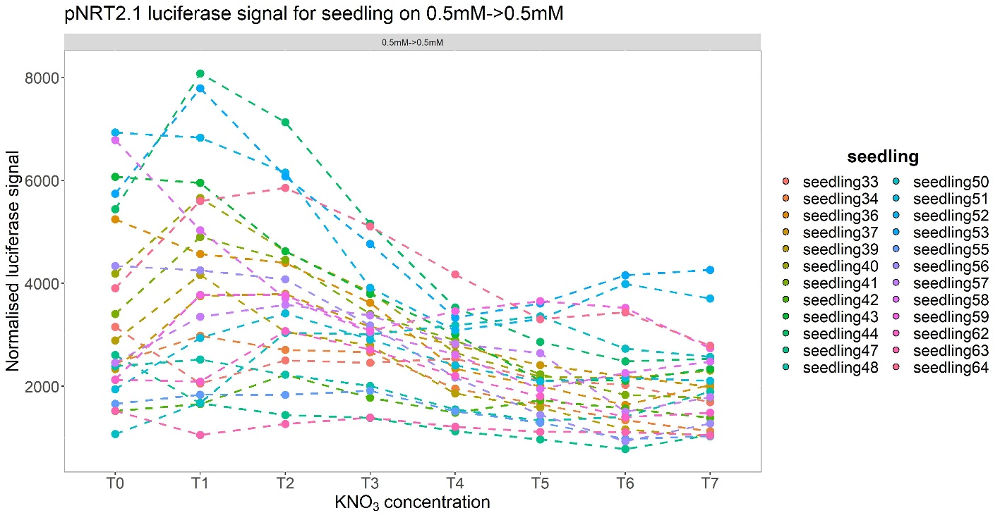 pNRT2.1 luciferase signal for seedling on 0.5mM->0.5mM
0.5mM->0.5mM
Normalised luciferase signal
8000
6000
4000
2000
T0 T1 T2 T3 T4 T5 T6 T7
KNO₃ concentration
seedling
seedling33 seedling50
seedling34 seedling51
seedling36 seedling52
seedling37 seedling53
seedling39 seedling55
seedling40 seedling56
seedling41 seedling57
seedling42 seedling58
seedling43 seedling59
seedling44 seedling62
seedling47 seedling63
seedling48 seedling64